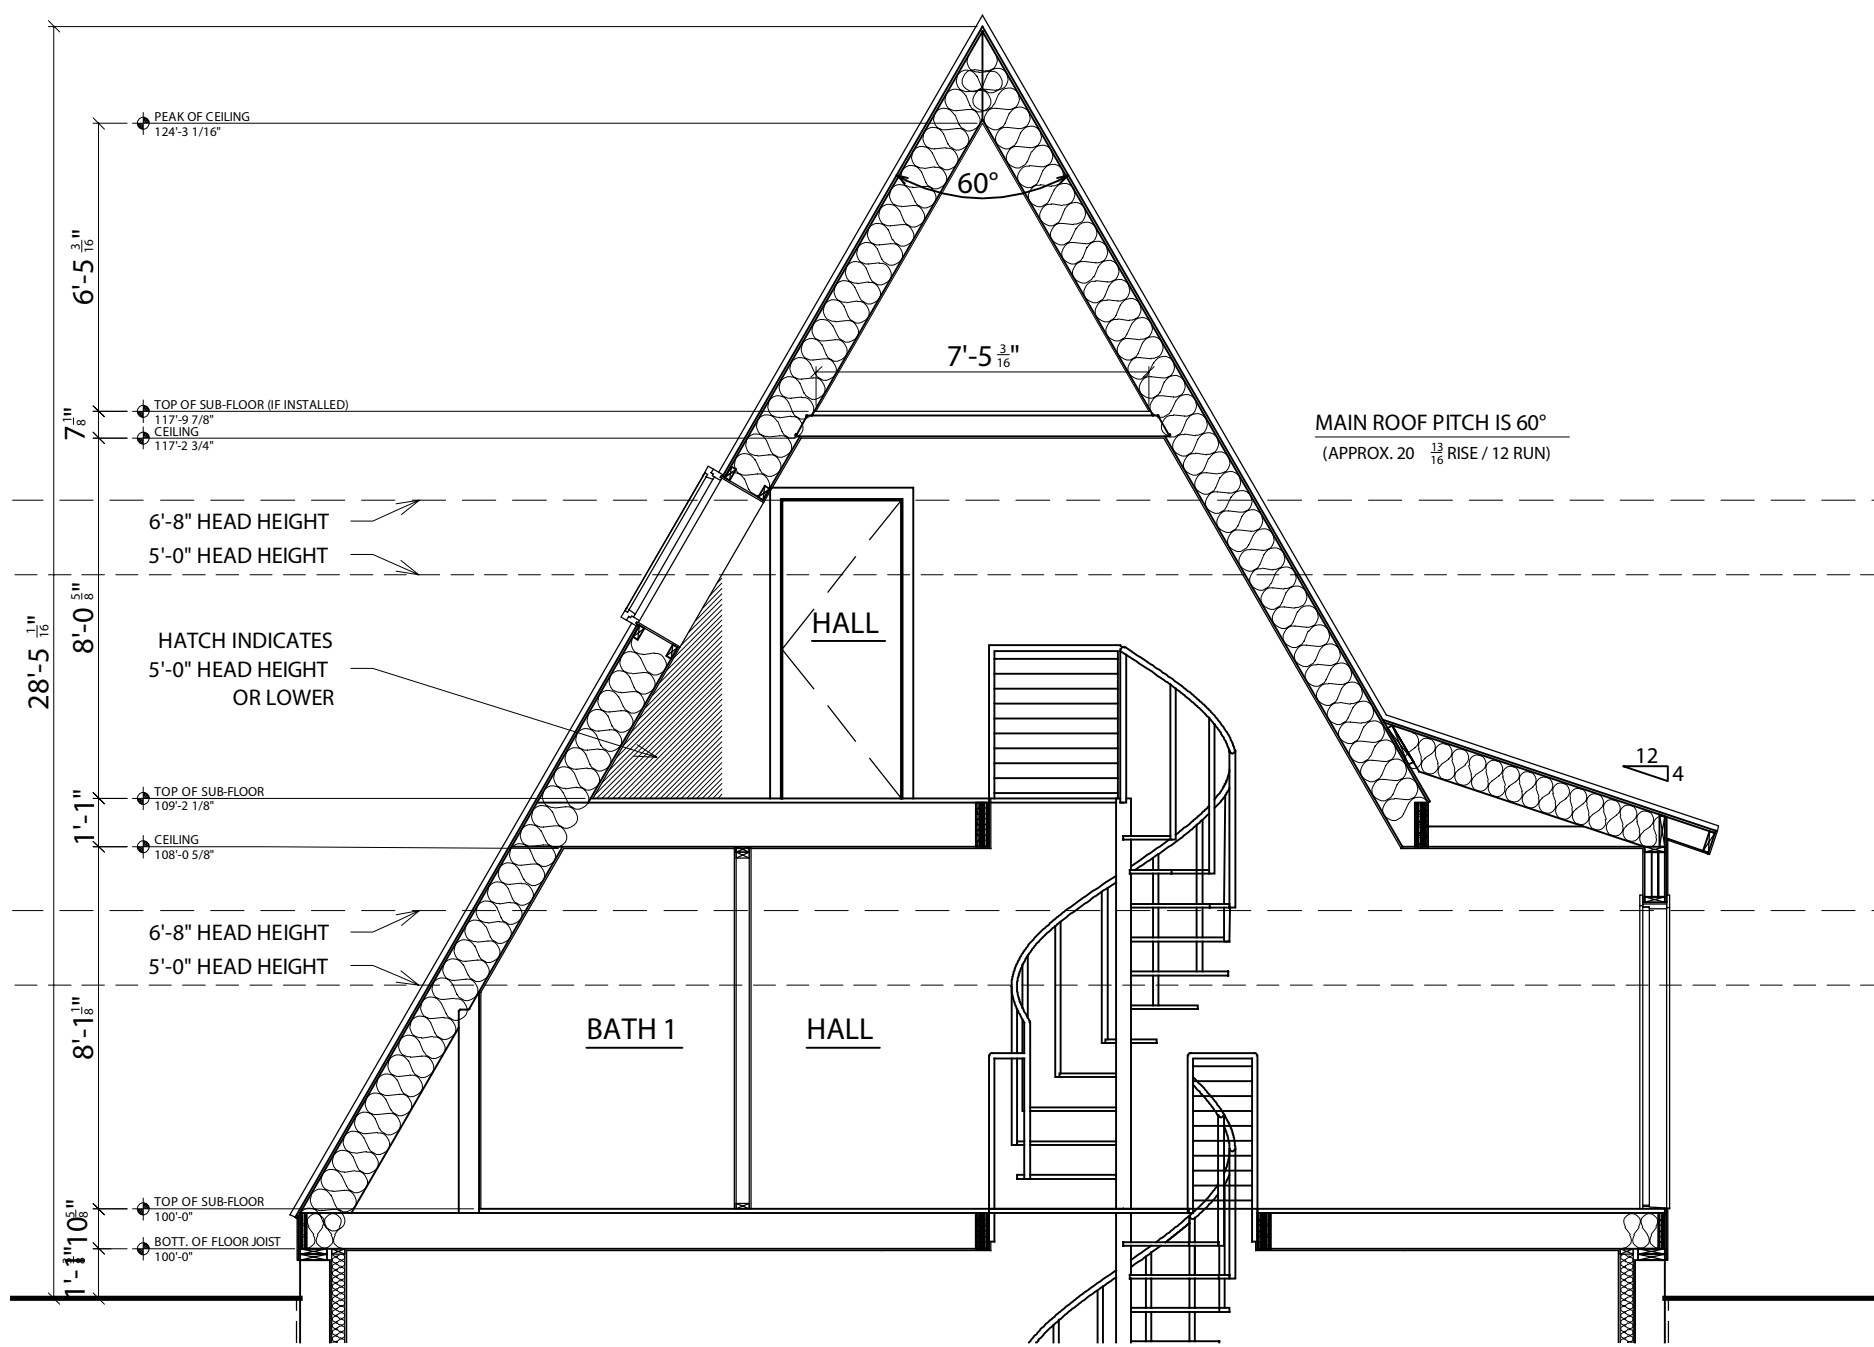 PEAK OF CEILING
124'-3 1/16"
60°
6'-5 3/16"
7'-5 3/16"
TOP OF SUB-FLOOR (IF INSTALLED)
117'-9 7/8"
7 1/8"
CEILING
117'-2 3/4"
MAIN ROOF PITCH IS 60°
(APPROX. 20 13/16 RISE / 12 RUN)
6'-8" HEAD HEIGHT
5'-0" HEAD HEIGHT
8'-0 5/8"
28'-5 1/16"
HALL
HATCH INDICATES
5'-0" HEAD HEIGHT
OR LOWER
12
4
TOP OF SUB-FLOOR
109'-2 1/8"
1'-1"
CEILING
108'-0 5/8"
6'-8" HEAD HEIGHT
5'-0" HEAD HEIGHT
8'-1 1/8"
BATH 1
HALL
TOP OF SUB-FLOOR
100'-0"
10 5/8"
BOTT. OF FLOOR JOIST
100'-0"